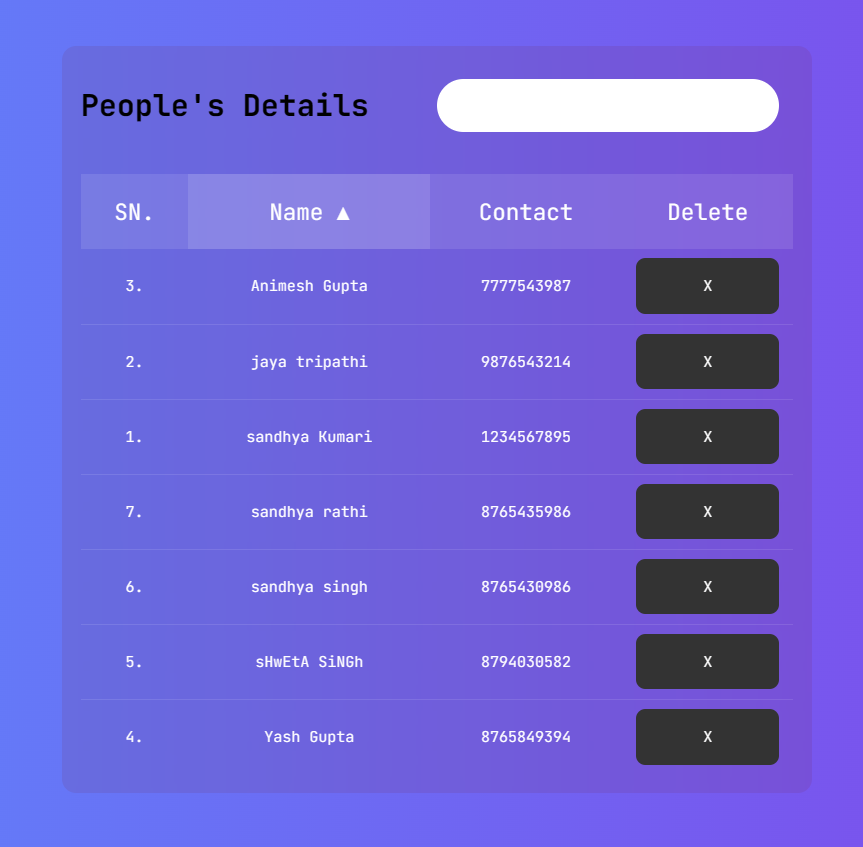 People's Details
SN. Name ▲ Contact Delete
3. Animesh Gupta 7777543987 X
2. jaya tripathi 9876543214 X
1. sandhya Kumari 1234567895 X
7. sandhya rathi 8765435986 X
6. sandhya singh 8765430986 X
5. sHwEtA SiNGh 8794030582 X
4. Yash Gupta 8765849394 X